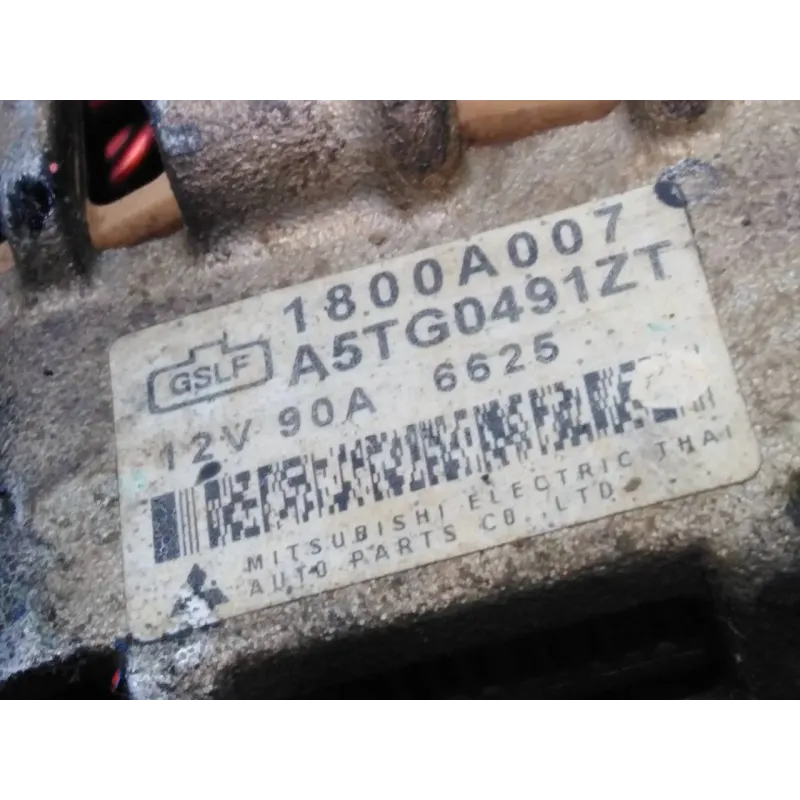 1800A007
GSLF A5TG0491ZT
12V 90A 6625
MITSUBISHI ELECTRIC THAI
AUTO PARTS CO.,LTD.